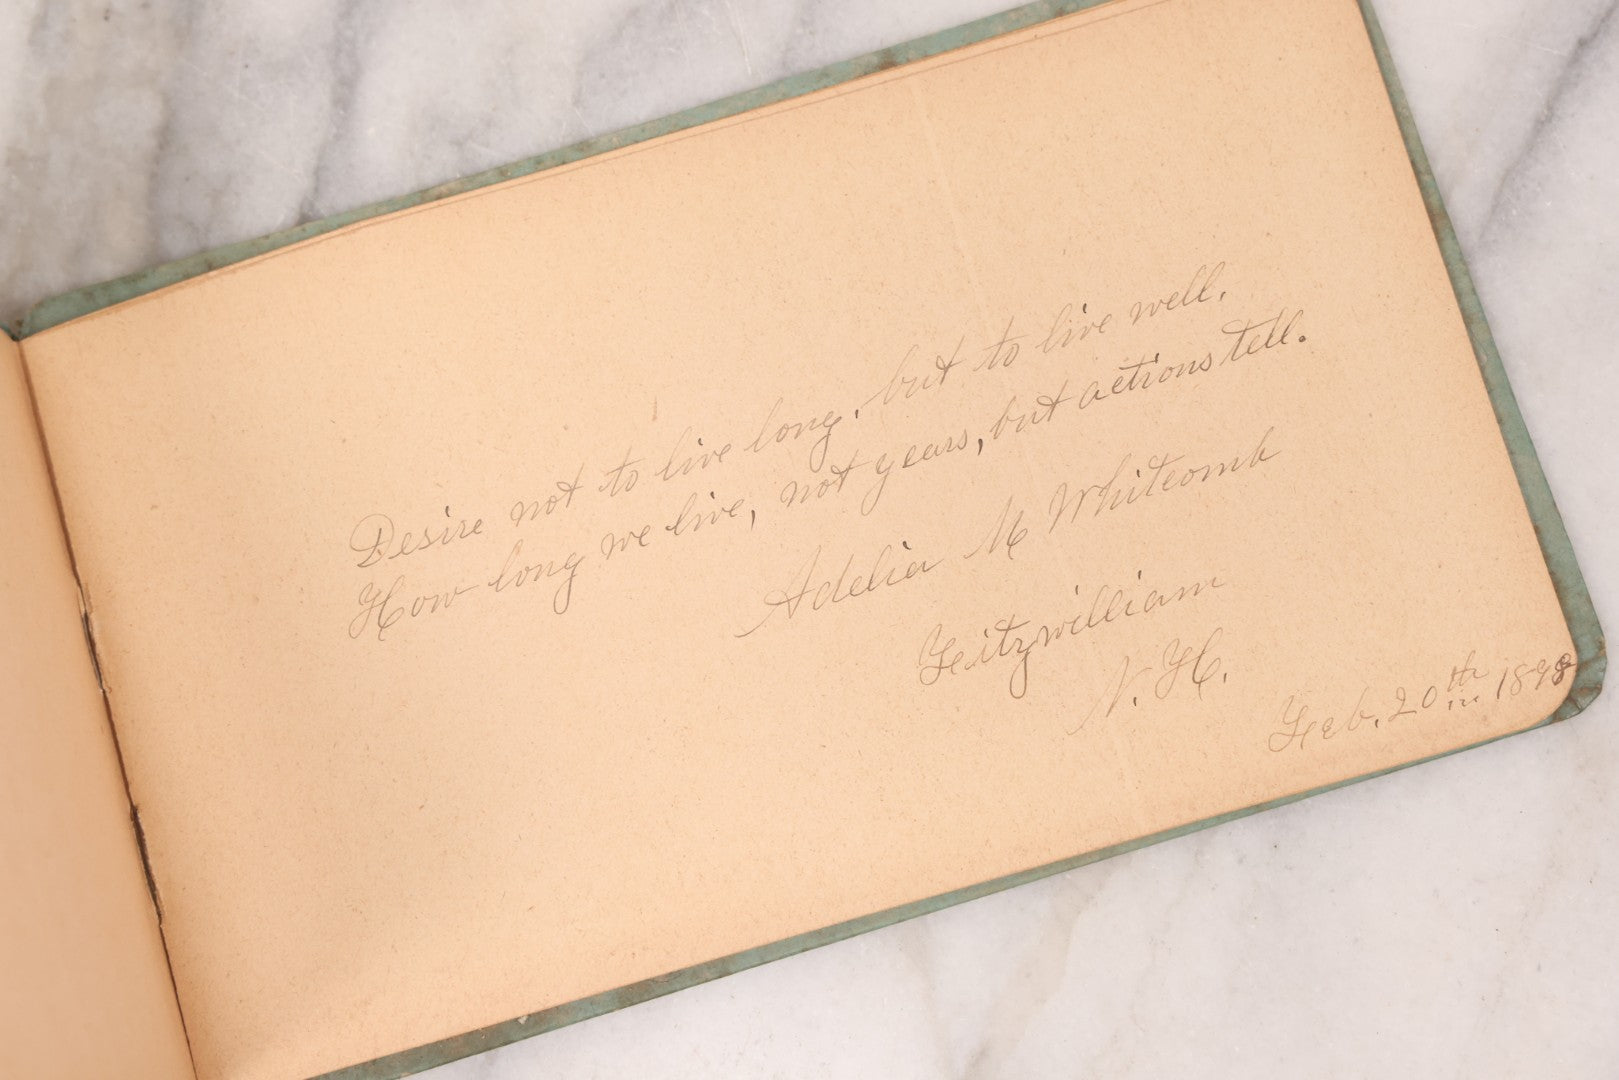 Desire not to live long, but to live well.
How long we live, not years, but actions tell.
Adelia M Whitcomb
Fitzwilliam
N. H.
Feb. 20th 1898